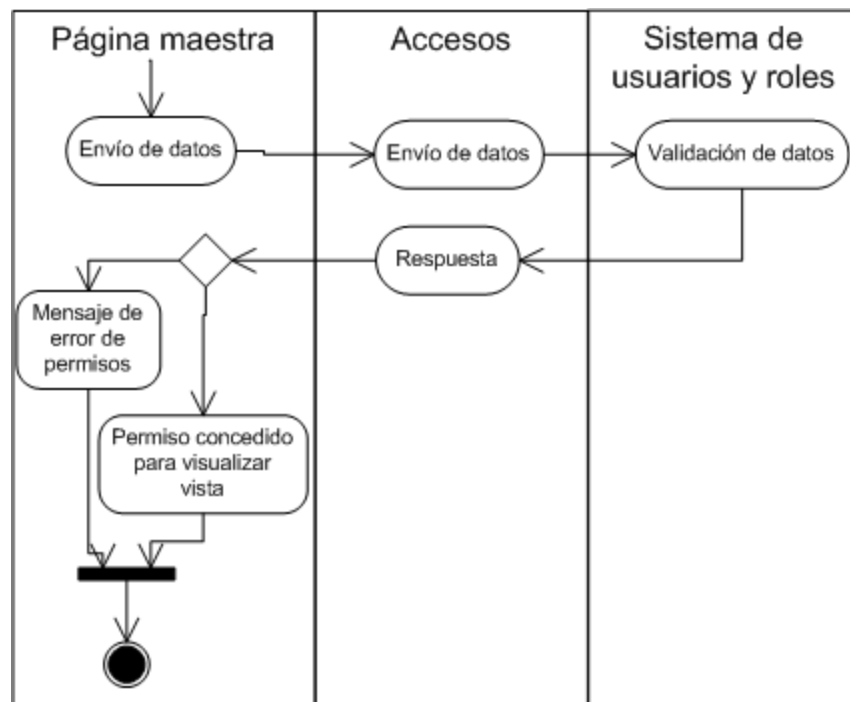 Página maestra
Accesos
Sistema de
usuarios y roles
Envío de datos
Envío de datos
Validación de datos
Respuesta
Mensaje de
error de
permisos
Permiso concedido
para visualizar
vista